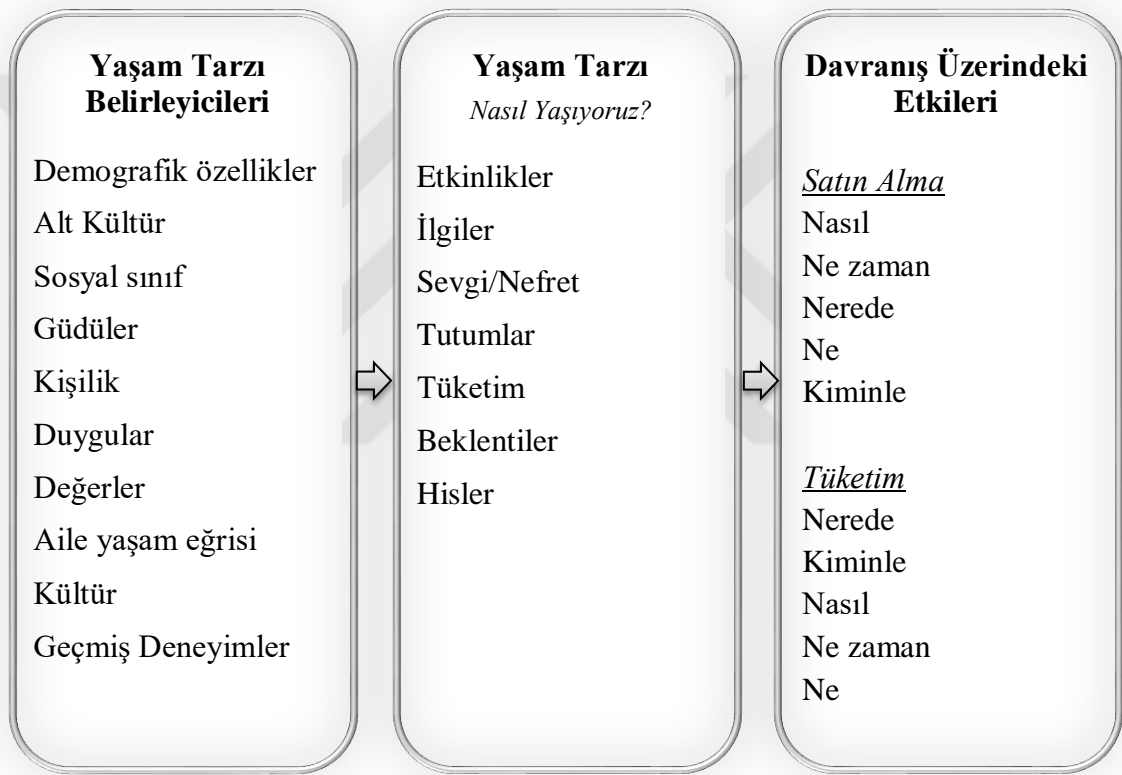 Yaşam Tarzı
Belirleyicileri
Demografik özellikler
Alt Kültür
Sosyal sınıf
Güdüler
Kişilik
Duygular
Değerler
Aile yaşam eğrisi
Kültür
Geçmiş Deneyimler
Yaşam Tarzı
Nasıl Yaşıyoruz?
Etkinlikler
İlgiler
Sevgi/Nefret
Tutumlar
Tüketim
Beklentiler
Hisler
Davranış Üzerindeki
Etkileri
Satın Alma
Nasıl
Ne zaman
Nerede
Ne
Kiminle
Tüketim
Nerede
Kiminle
Nasıl
Ne zaman
Ne